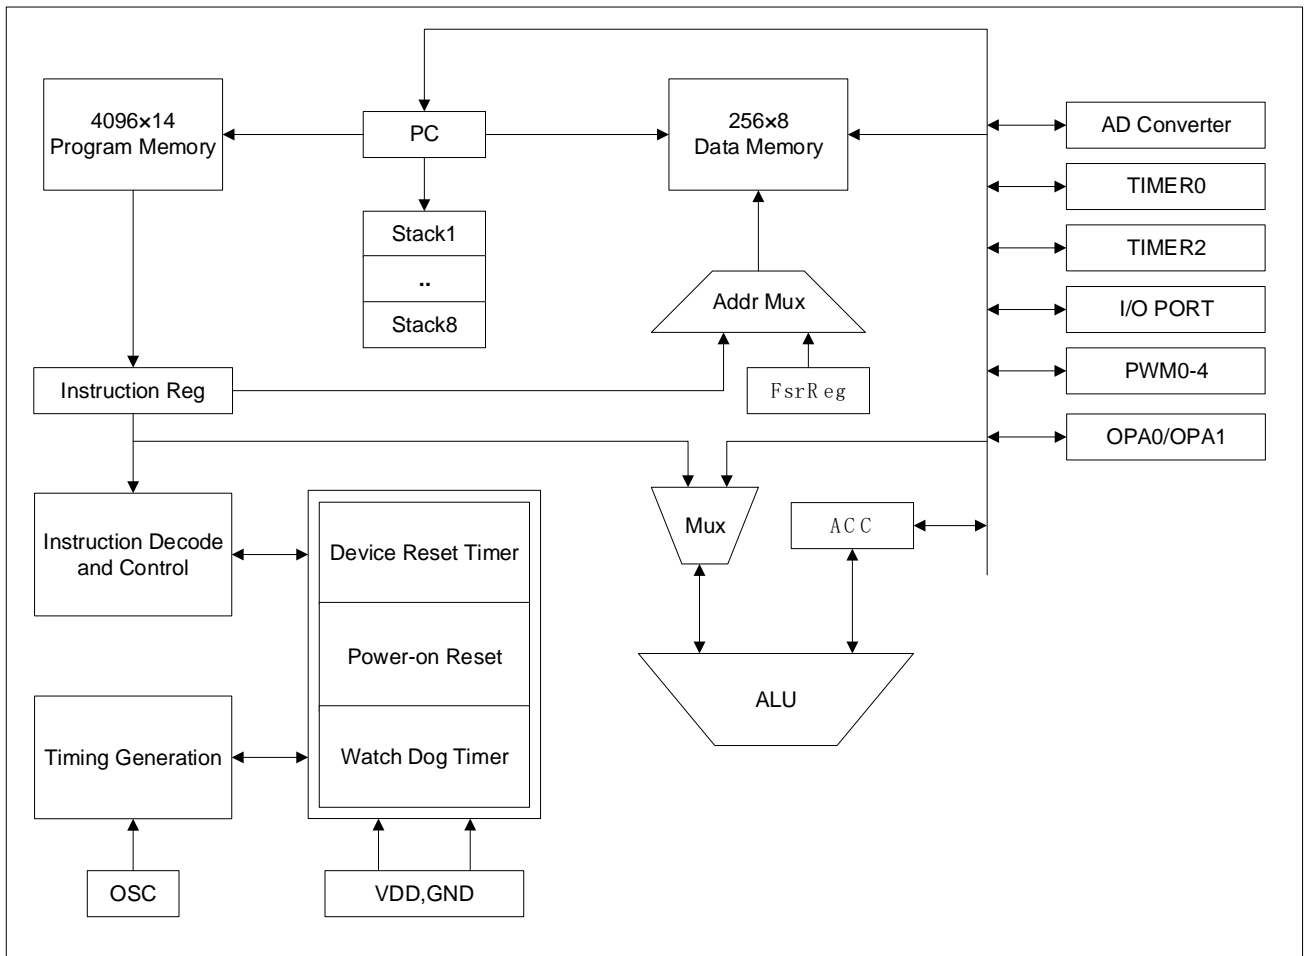 4096×14
Program Memory
PC
256×8
Data Memory
AD Converter
TIMER0
TIMER2
I/O PORT
PWM0-4
OPA0/OPA1
Stack1
..
Stack8
Addr Mux
Instruction Reg
FsrReg
Mux
ACC
Instruction Decode
and Control
Device Reset Timer
Power-on Reset
Watch Dog Timer
ALU
Timing Generation
OSC
VDD,GND